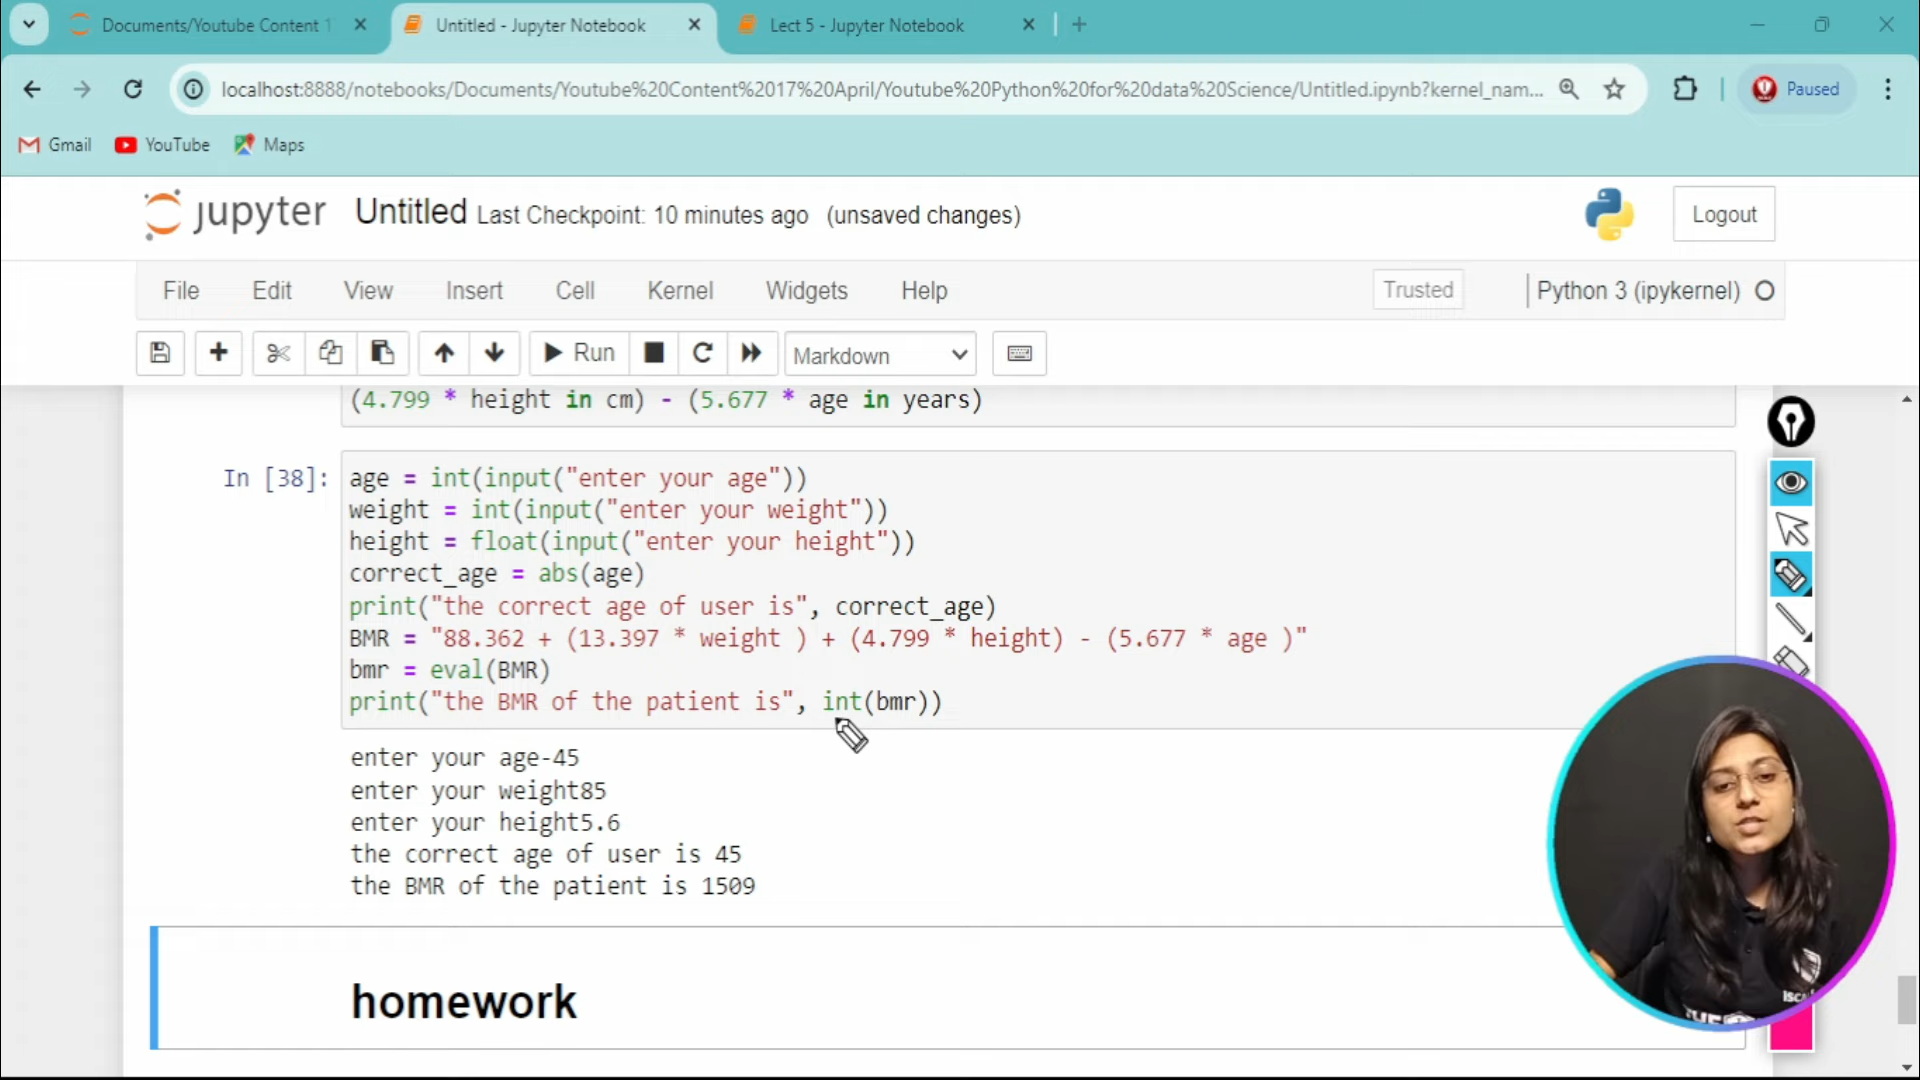 Documents/Youtube Content 1
Untitled - Jupyter Notebook
Lect 5 - Jupyter Notebook
localhost:8888/notebooks/Documents/Youtube%20Content%2017%20April/Youtube%20Python%20for%20data%20Science/Untitled.ipynb?kernel_nam...
Paused
Gmail
YouTube
Maps
jupyter
Untitled Last Checkpoint: 10 minutes ago (unsaved changes)
Logout
File
Edit
View
Insert
Cell
Kernel
Widgets
Help
Trusted
Python 3 (ipykernel)
Run
Markdown
(4.799 * height in cm) - (5.677 * age in years)
In [38]:
age = int(input("enter your age"))
weight = int(input("enter your weight"))
height = float(input("enter your height"))
correct_age = abs(age)
print("the correct age of user is", correct_age)
BMR = "88.362 + (13.397 * weight ) + (4.799 * height) - (5.677 * age )"
bmr = eval(BMR)
print("the BMR of the patient is", int(bmr))
enter your age-45
enter your weight85
enter your height5.6
the correct age of user is 45
the BMR of the patient is 1509
homework